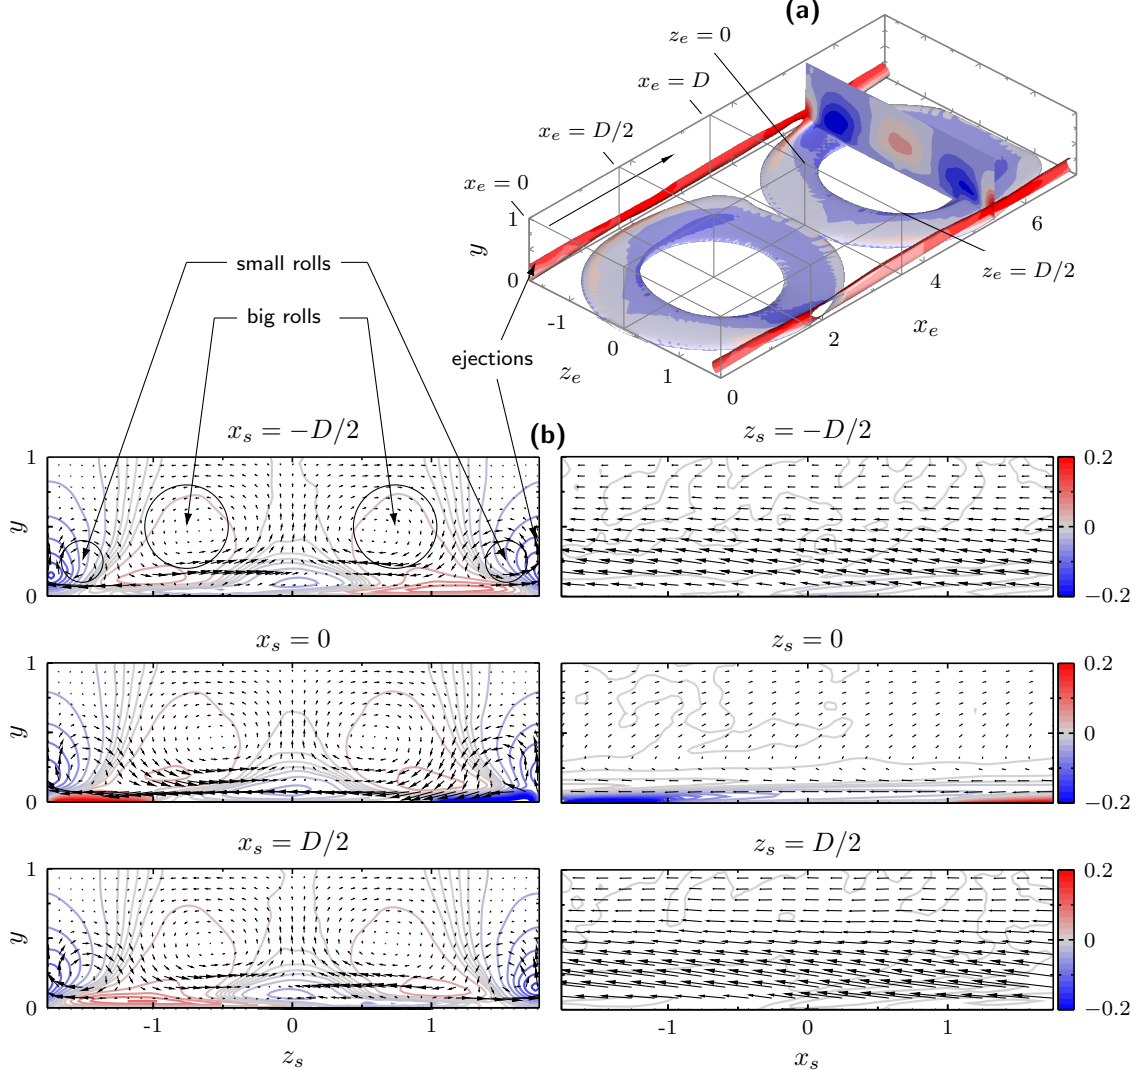 (a)
z_e = 0
x_e = D
x_e = D/2
x_e = 0
1
y
0
-1
0
1
z_e
0
2
4
6
x_e
z_e = D/2
small rolls
big rolls
ejections
(b)
x_s = −D/2
z_s = −D/2
1
y
0
0.2
0
−0.2
x_s = 0
z_s = 0
1
y
0
0.2
0
−0.2
x_s = D/2
z_s = D/2
1
y
0
0.2
0
−0.2
-1
0
1
z_s
-1
0
1
x_s